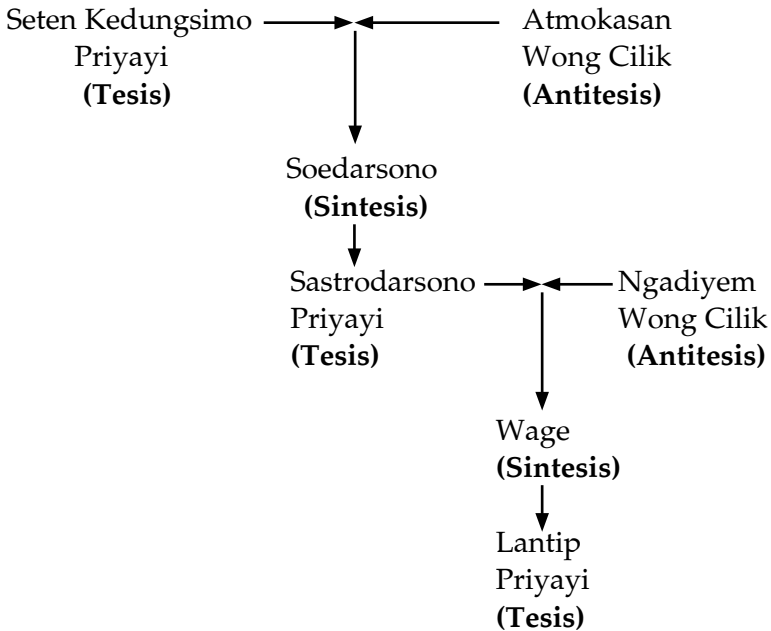 Seten Kedungsimo
Priyayi
(Tesis)
Atmokasan
Wong Cilik
(Antitesis)
Soedarsono
(Sintesis)
Sastrodarsono
Priyayi
(Tesis)
Ngadiyem
Wong Cilik
(Antitesis)
Wage
(Sintesis)
Lantip
Priyayi
(Tesis)